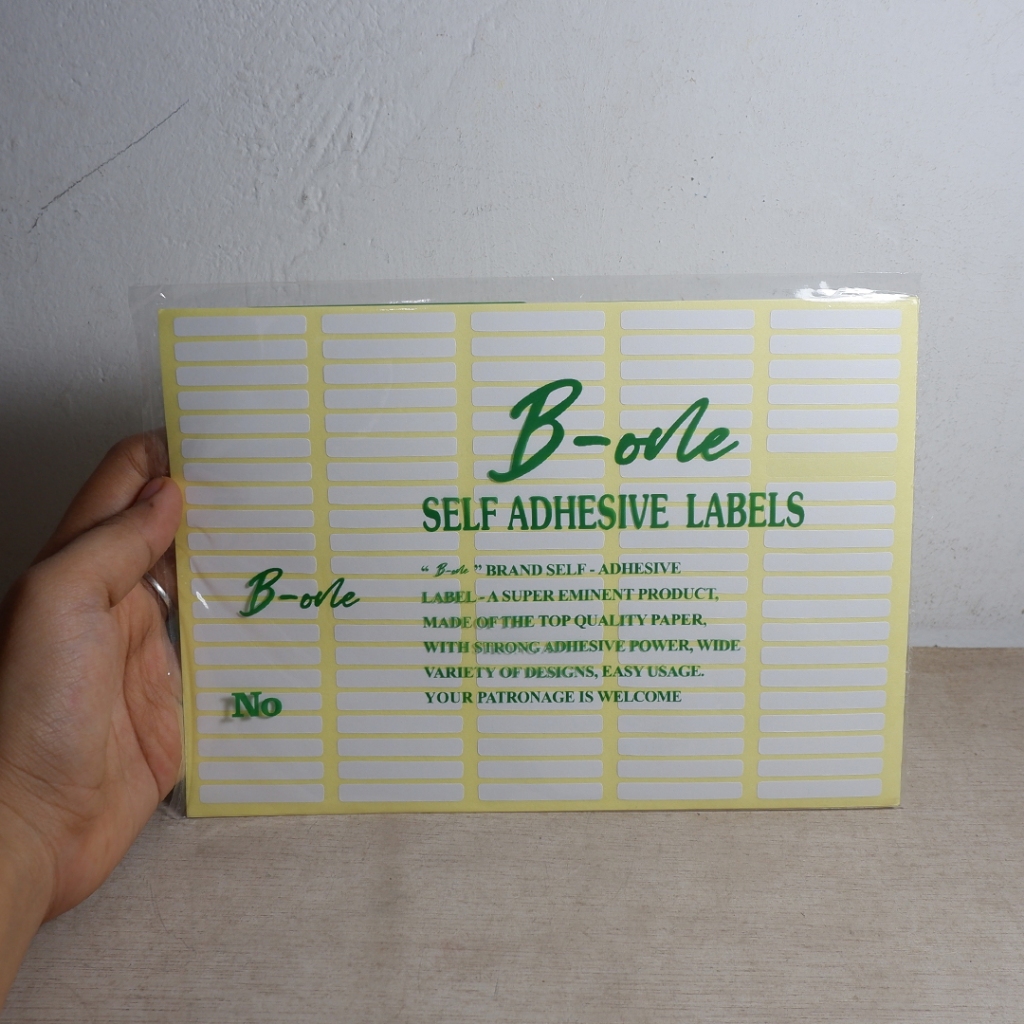 B-one
SELF ADHESIVE LABELS
“ B-one ” BRAND SELF - ADHESIVE
LABEL - A SUPER EMINENT PRODUCT,
MADE OF THE TOP QUALITY PAPER,
WITH STRONG ADHESIVE POWER, WIDE
VARIETY OF DESIGNS, EASY USAGE.
YOUR PATRONAGE IS WELCOME
B-one
No